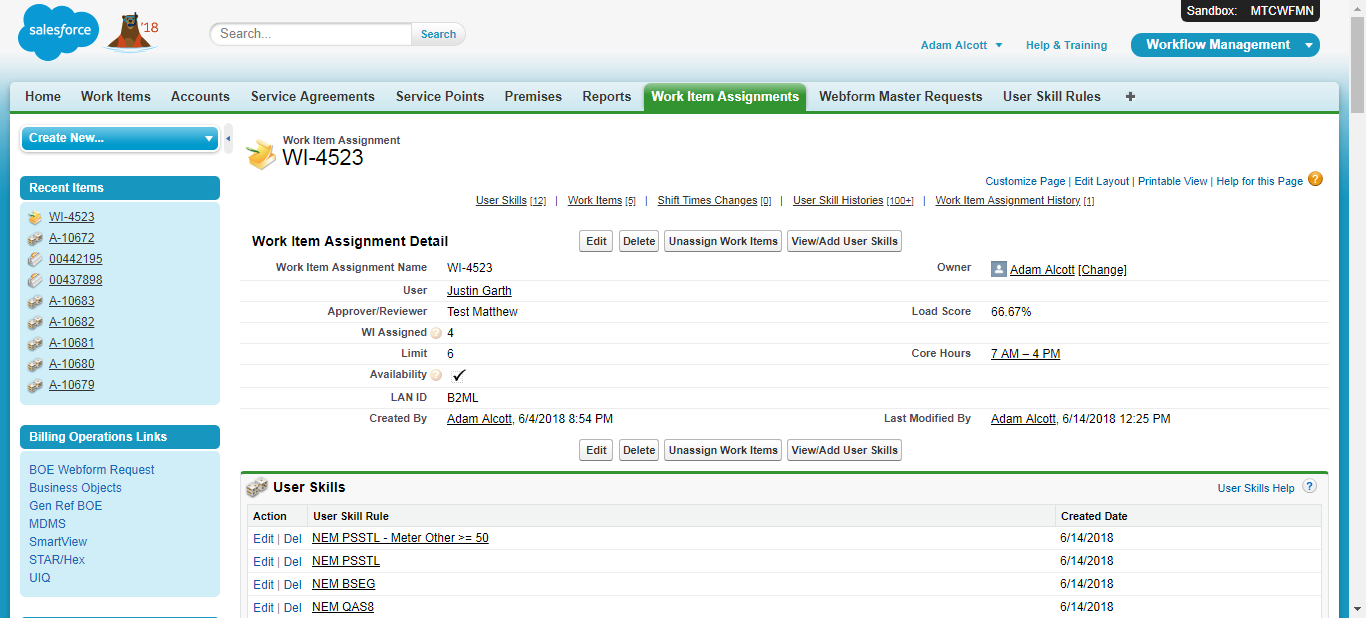 Sandbox: MTCWFMN
salesforce '18 Search... Search
Adam Alcott Help & Training Workflow Management
Home Work Items Accounts Service Agreements Service Points Premises Reports Work Item Assignments Webform Master Requests User Skill Rules +
Create New...
Recent Items
WI-4523
A-10672
00442195
00437898
A-10683
A-10682
A-10681
A-10680
A-10679
Billing Operations Links
BOE Webform Request
Business Objects
Gen Ref BOE
MDMS
SmartView
STAR/Hex
UIQ
Work Item Assignment
WI-4523
Customize Page | Edit Layout | Printable View | Help for this Page ?
User Skills [12] | Work Items [5] | Shift Times Changes [0] | User Skill Histories [100+] | Work Item Assignment History [1]
Work Item Assignment Detail Edit Delete Unassign Work Items View/Add User Skills
Work Item Assignment Name WI-4523 Owner Adam Alcott [Change]
User Justin Garth
Approver/Reviewer Test Matthew Load Score 66.67%
WI Assigned ? 4
Limit 6 Core Hours 7 AM – 4 PM
Availability ?
LAN ID B2ML
Created By Adam Alcott, 6/4/2018 8:54 PM Last Modified By Adam Alcott, 6/14/2018 12:25 PM
Edit Delete Unassign Work Items View/Add User Skills
User Skills User Skills Help ?
Action User Skill Rule Created Date
Edit | Del NEM PSSTL - Meter Other >= 50 6/14/2018
Edit | Del NEM PSSTL 6/14/2018
Edit | Del NEM BSEG 6/14/2018
Edit | Del NEM QAS8 6/14/2018